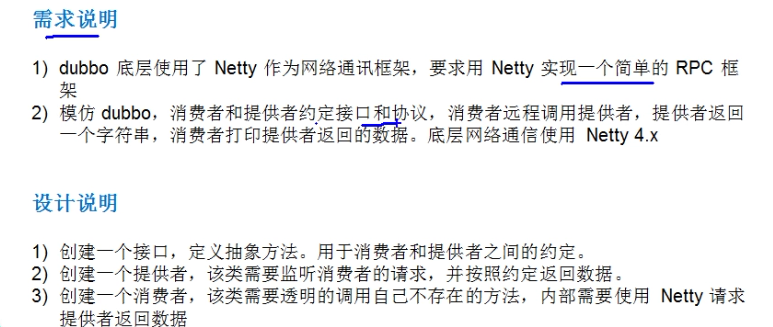 需求说明
1) dubbo 底层使用了 Netty 作为网络通讯框架，要求用 Netty 实现一个简单的 RPC 框
架
2) 模仿 dubbo，消费者和提供者约定接口和协议，消费者远程调用提供者，提供者返回
一个字符串，消费者打印提供者返回的数据。底层网络通信使用 Netty 4.x
设计说明
1) 创建一个接口，定义抽象方法。用于消费者和提供者之间的约定。
2) 创建一个提供者，该类需要监听消费者的请求，并按照约定返回数据。
3) 创建一个消费者，该类需要透明的调用自己不存在的方法，内部需要使用 Netty 请求
提供者返回数据